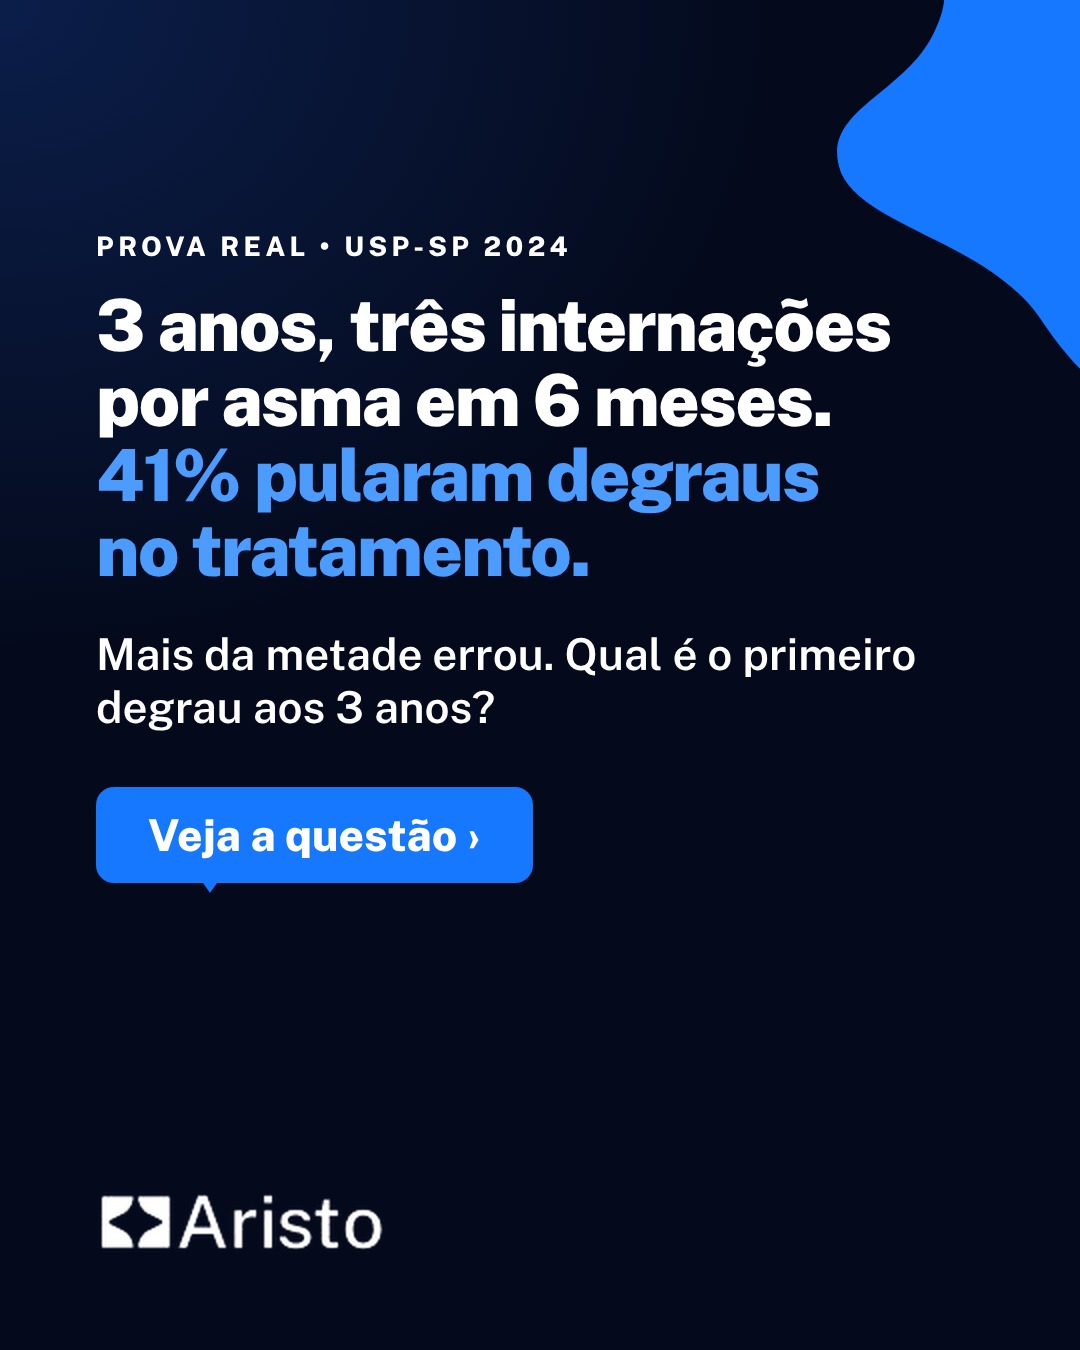 PROVA REAL • USP-SP 2024
3 anos, três internações
por asma em 6 meses.
41% pularam degraus
no tratamento.
Mais da metade errou. Qual é o primeiro
degrau aos 3 anos?
Veja a questão ›
Aristo